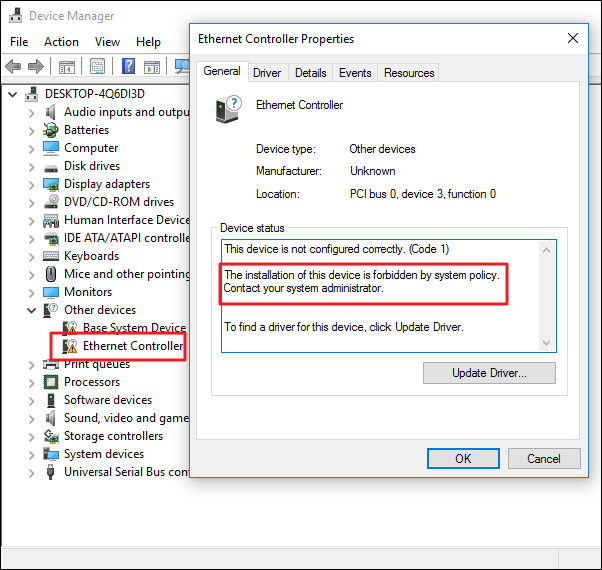 Device Manager
File Action View Help
DESKTOP-4Q6DI3D
Audio inputs and outpu
Batteries
Computer
Disk drives
Display adapters
DVD/CD-ROM drives
Human Interface Device
IDE ATA/ATAPI controlle
Keyboards
Mice and other pointing
Monitors
Other devices
Base System Device
Ethernet Controller
Print queues
Processors
Software devices
Sound, video and game
Storage controllers
System devices
Universal Serial Bus cont
Ethernet Controller Properties
General Driver Details Events Resources
Ethernet Controller
Device type: Other devices
Manufacturer: Unknown
Location: PCI bus 0, device 3, function 0
Device status
This device is not configured correctly. (Code 1)
The installation of this device is forbidden by system policy.
Contact your system administrator.
To find a driver for this device, click Update Driver.
Update Driver...
OK Cancel